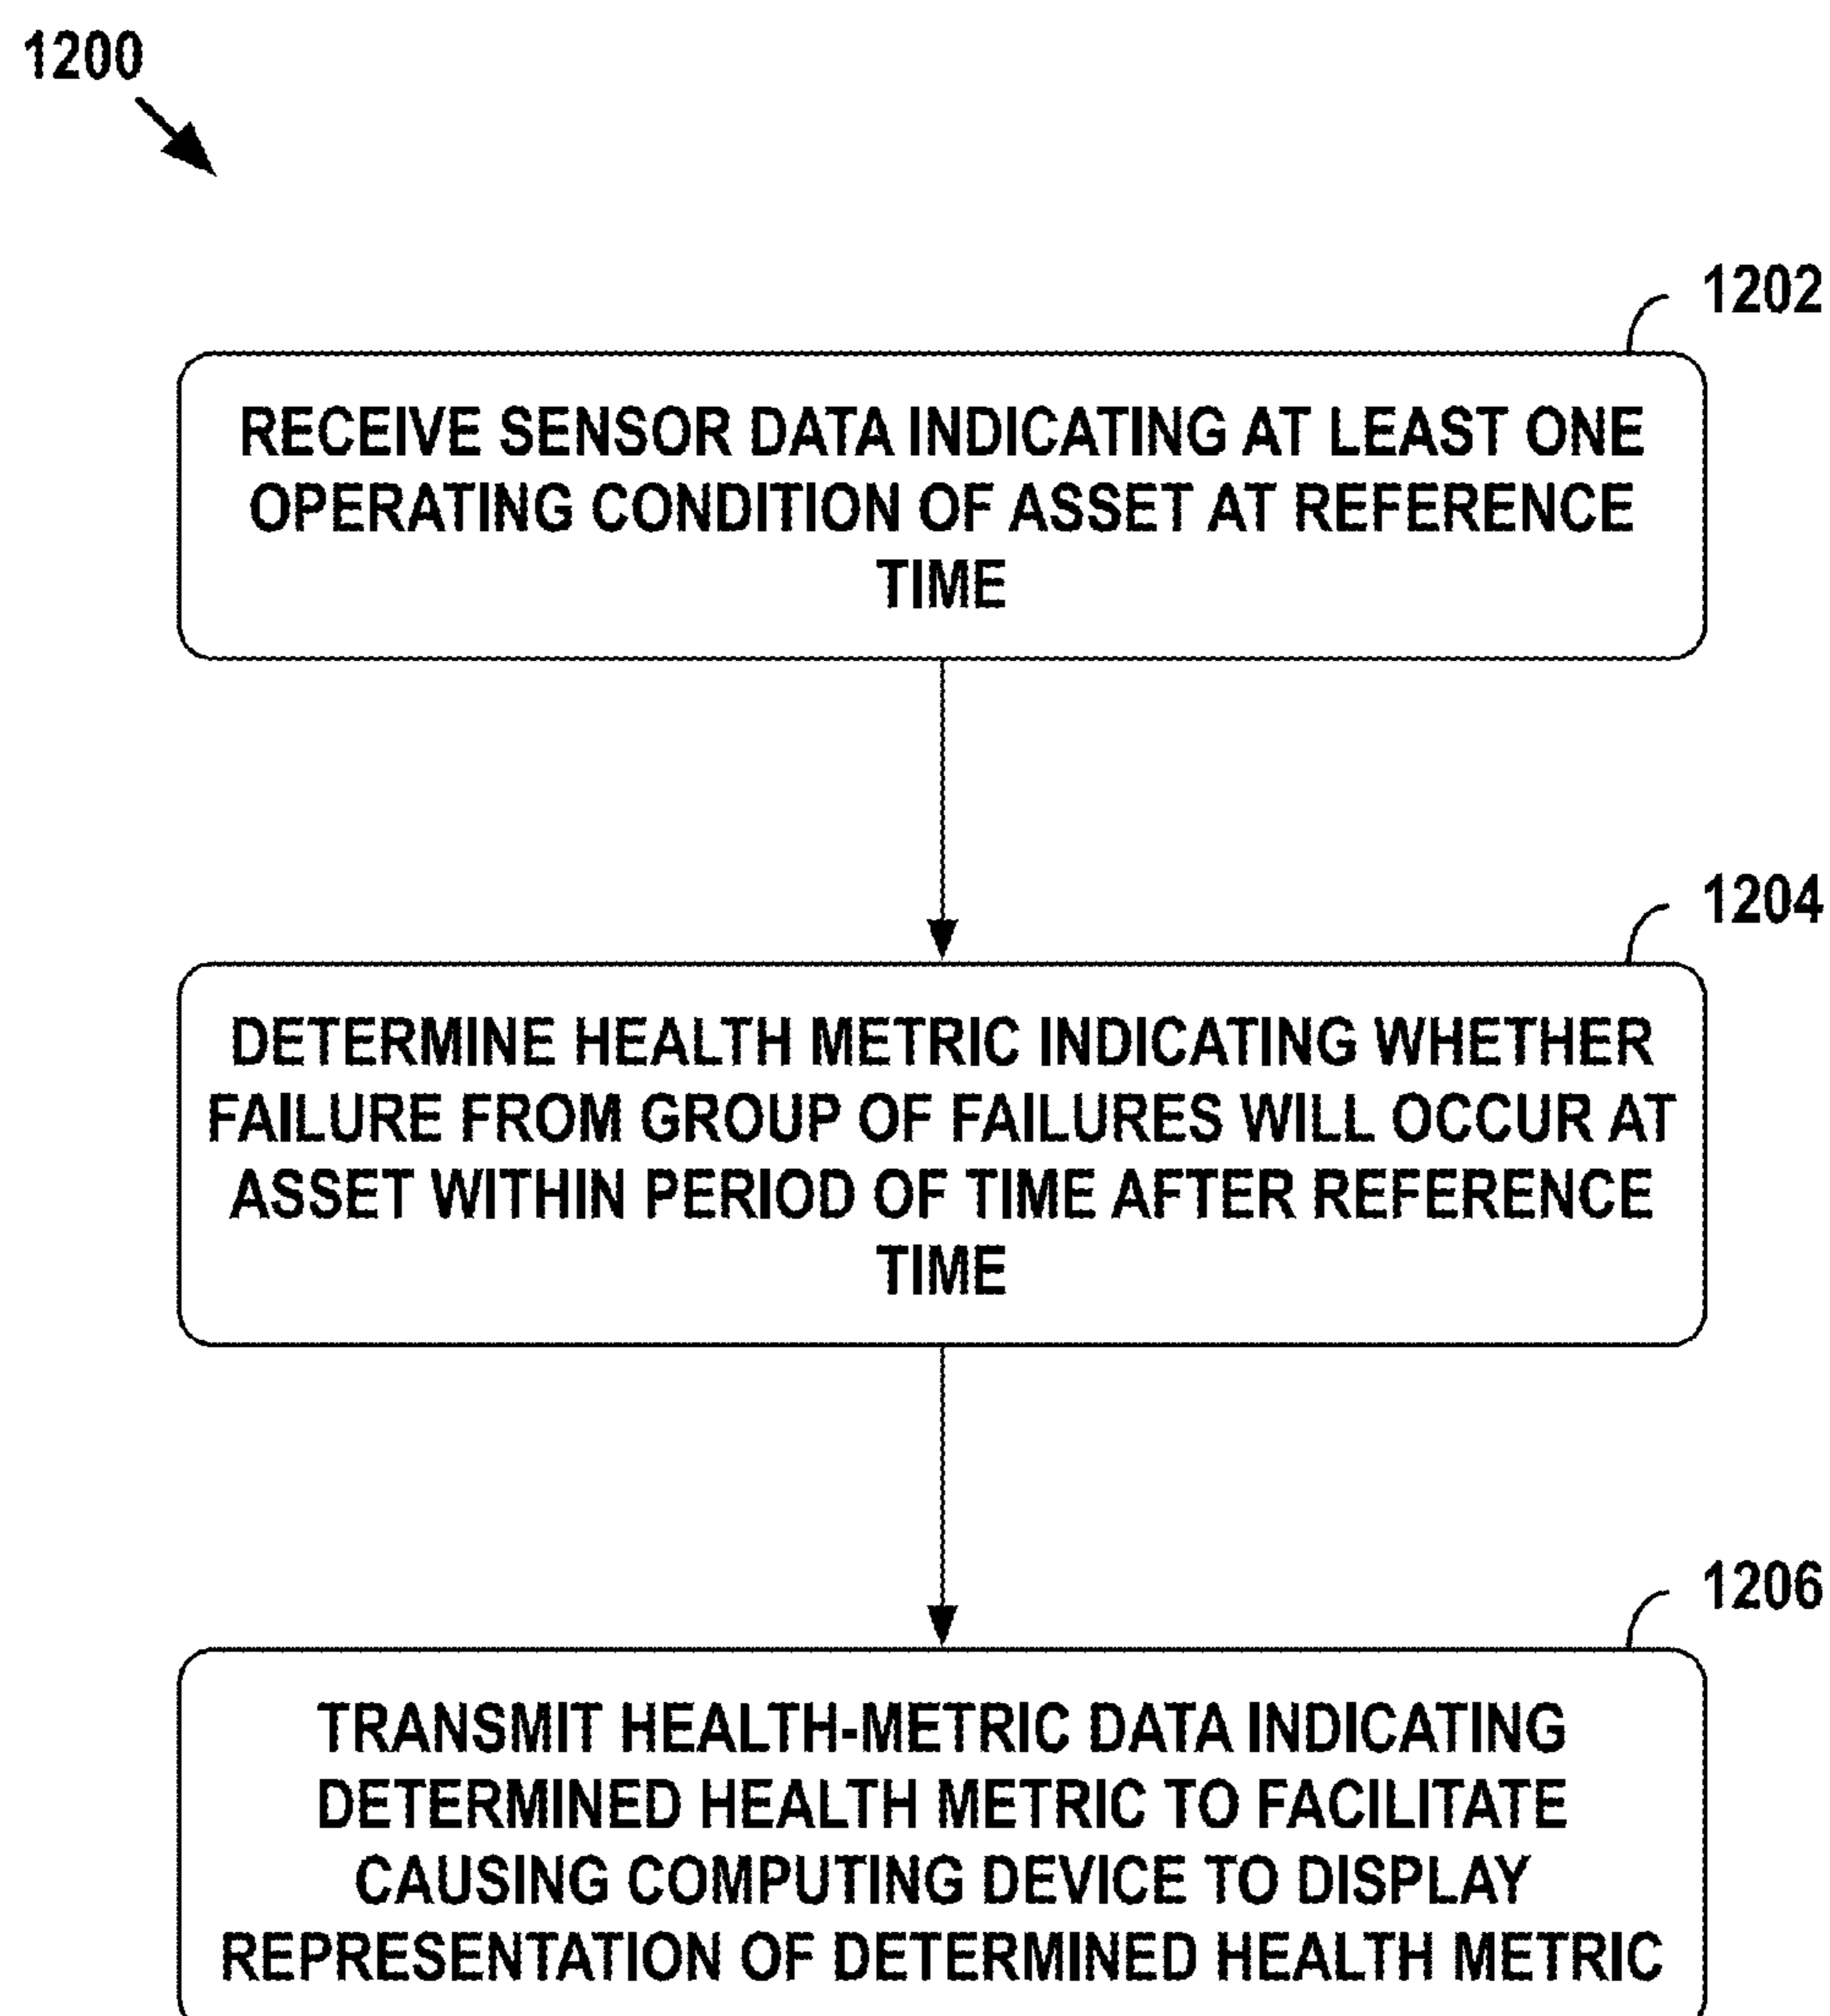 1200
1202
RECEIVE SENSOR DATA INDICATING AT LEAST ONE
OPERATING CONDITION OF ASSET AT REFERENCE
TIME
1204
DETERMINE HEALTH METRIC INDICATING WHETHER
FAILURE FROM GROUP OF FAILURES WILL OCCUR AT
ASSET WITHIN PERIOD OF TIME AFTER REFERENCE
TIME
1206
TRANSMIT HEALTH-METRIC DATA INDICATING
DETERMINED HEALTH METRIC TO FACILITATE
CAUSING COMPUTING DEVICE TO DISPLAY
REPRESENTATION OF DETERMINED HEALTH METRIC